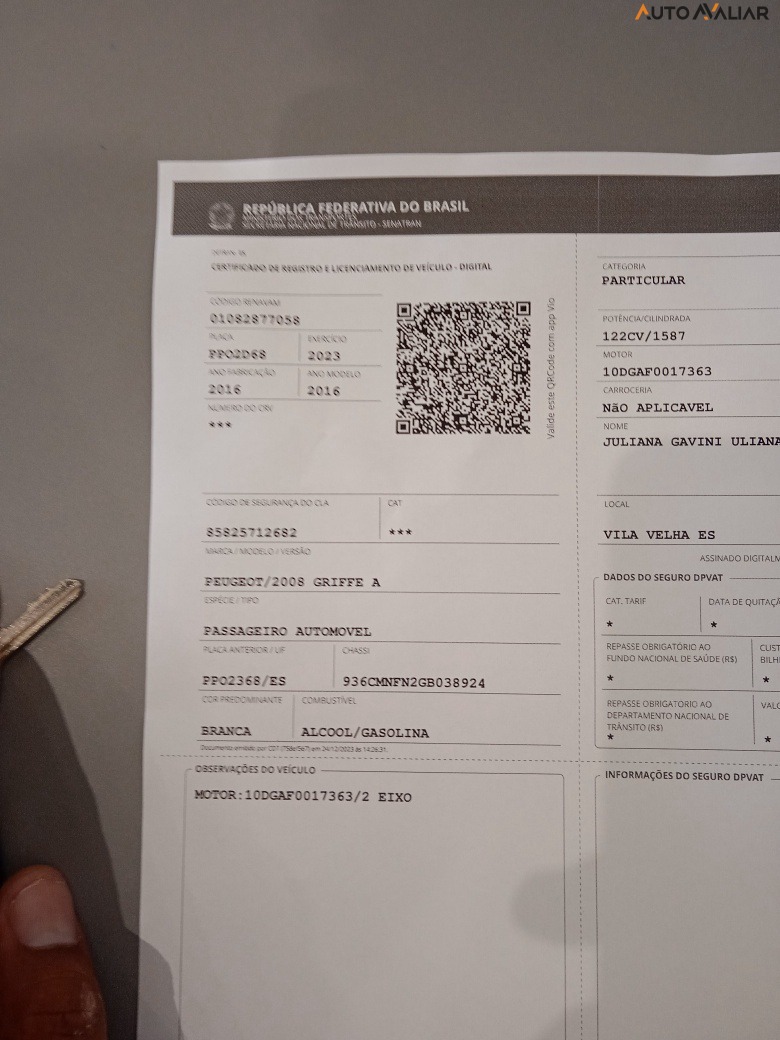 AUTOAVALIAR
REPÚBLICA FEDERATIVA DO BRASIL
MINISTÉRIO DOS TRANSPORTES
SECRETARIA NACIONAL DE TRÂNSITO - SENATRAN
CERTIFICADO DE REGISTRO E LICENCIAMENTO DE VEÍCULO - DIGITAL
CÓDIGO RENAVAM
01082877058
PLACA EXERCÍCIO
PPO2D68 2023
ANO FABRICAÇÃO ANO MODELO
2016 2016
NÚMERO DO CRV
***
Valide este QRCode com app Vio
CÓDIGO DE SEGURANÇA DO CLA CAT
85825712682 ***
MARCA / MODELO / VERSÃO
PEUGEOT/2008 GRIFFE A
ESPÉCIE / TIPO
PASSAGEIRO AUTOMOVEL
PLACA ANTERIOR / UF CHASSI
PPO2368/ES 936CMNFN2GB038924
COR PREDOMINANTE COMBUSTÍVEL
BRANCA ALCOOL/GASOLINA
Documento emitido por CDT em 24/12/2023 às 14:26:31.
OBSERVAÇÕES DO VEÍCULO
MOTOR:10DGAF0017363/2 EIXO
CATEGORIA
PARTICULAR
POTÊNCIA/CILINDRADA
122CV/1587
MOTOR
10DGAF0017363
CARROCERIA
NãO APLICAVEL
NOME
JULIANA GAVINI ULIANA
LOCAL
VILA VELHA ES
ASSINADO DIGITALM
DADOS DO SEGURO DPVAT
CAT. TARIF DATA DE QUITAÇÃ
* *
REPASSE OBRIGATÓRIO AO CUST
FUNDO NACIONAL DE SAÚDE (R$) BILH
* *
REPASSE OBRIGATÓRIO AO VALO
DEPARTAMENTO NACIONAL DE
TRÂNSITO (R$)
* *
INFORMAÇÕES DO SEGURO DPVAT